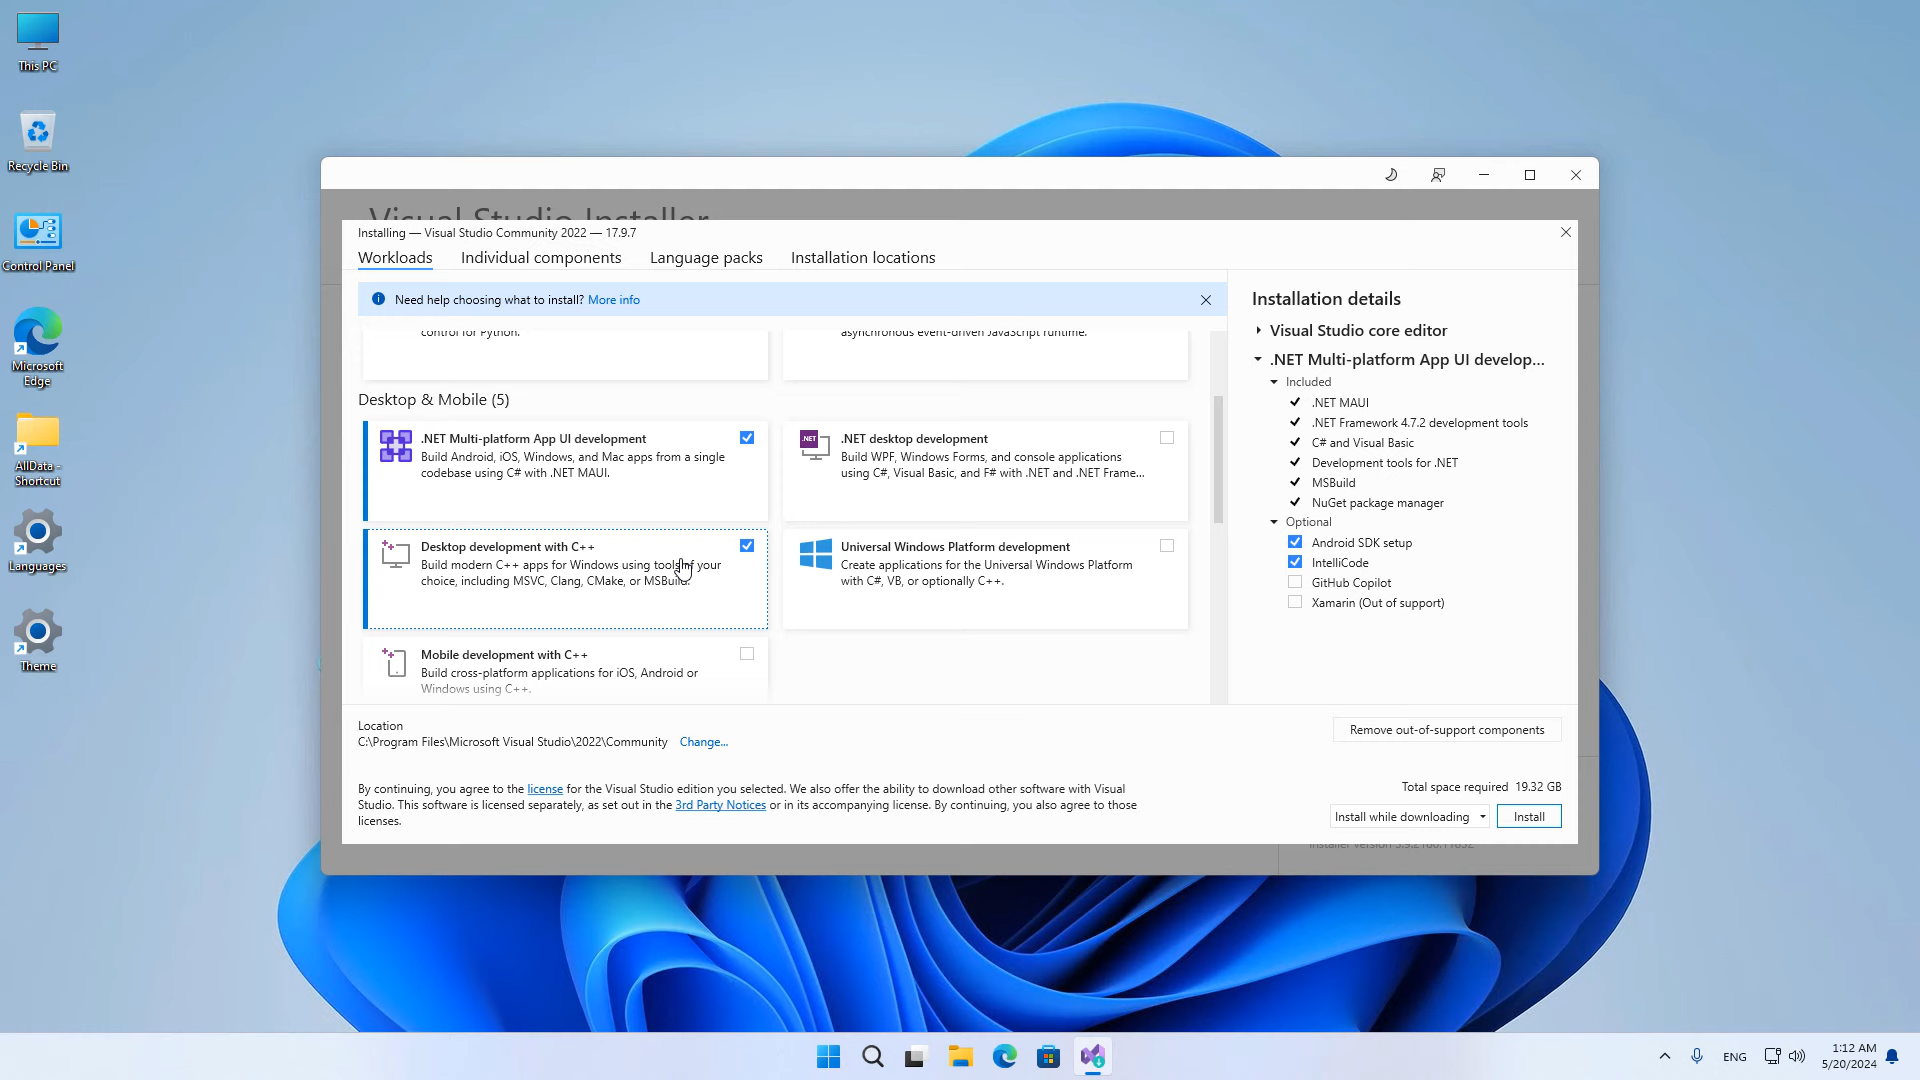 This PC
Recycle Bin
Control Panel
Microsoft
Edge
AllData -
Shortcut
Languages
Theme
Visual Studio Installer
Installing — Visual Studio Community 2022 — 17.9.7
Workloads
Individual components
Language packs
Installation locations
Need help choosing what to install? More info
control for Python.
asynchronous event-driven JavaScript runtime.
Desktop & Mobile (5)
.NET Multi-platform App UI development
Build Android, iOS, Windows, and Mac apps from a single
codebase using C# with .NET MAUI.
.NET
.NET desktop development
Build WPF, Windows Forms, and console applications
using C#, Visual Basic, and F# with .NET and .NET Frame...
Desktop development with C++
Build modern C++ apps for Windows using tools of your
choice, including MSVC, Clang, CMake, or MSBuild.
Universal Windows Platform development
Create applications for the Universal Windows Platform
with C#, VB, or optionally C++.
Mobile development with C++
Build cross-platform applications for iOS, Android or
Windows using C++.
Installation details
Visual Studio core editor
.NET Multi-platform App UI develop...
Included
.NET MAUI
.NET Framework 4.7.2 development tools
C# and Visual Basic
Development tools for .NET
MSBuild
NuGet package manager
Optional
Android SDK setup
IntelliCode
GitHub Copilot
Xamarin (Out of support)
Location
C:\Program Files\Microsoft Visual Studio\2022\Community Change...
Remove out-of-support components
By continuing, you agree to the license for the Visual Studio edition you selected. We also offer the ability to download other software with Visual
Studio. This software is licensed separately, as set out in the 3rd Party Notices or in its accompanying license. By continuing, you also agree to those
licenses.
Total space required 19.32 GB
Install while downloading
Install
ENG
1:12 AM
5/20/2024